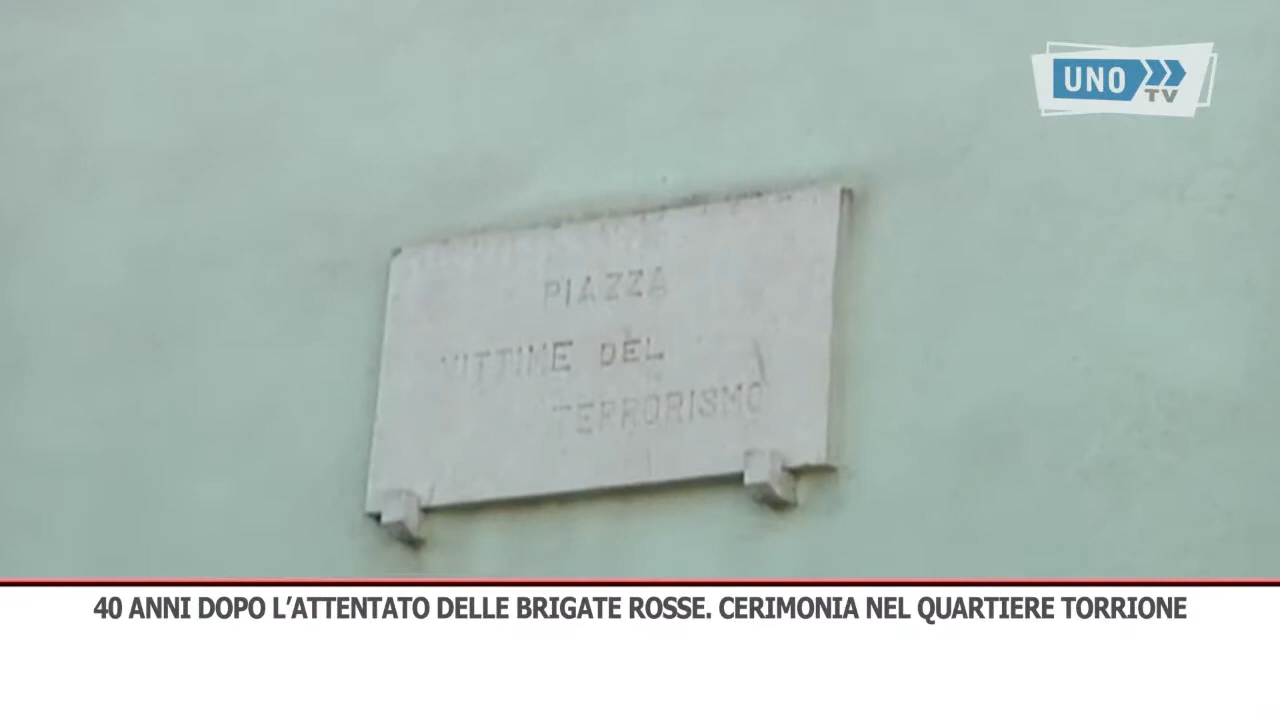 UNO
TV
PIAZZA
VITTIME DEL
TERRORISMO
40 ANNI DOPO L’ATTENTATO DELLE BRIGATE ROSSE. CERIMONIA NEL QUARTIERE TORRIONE